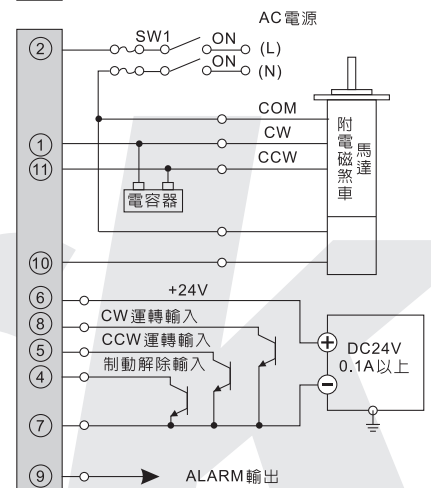 AC電源
② SW1 ON (L)
ON (N)
COM
① CW
⑪ CCW
電容器
附電磁煞車
馬達
⑩
⑥ +24V
⑧ CW運轉輸入
⑤ CCW運轉輸入
④ 制動解除輸入
⑦
DC24V
0.1A以上
⑨ ALARM輸出